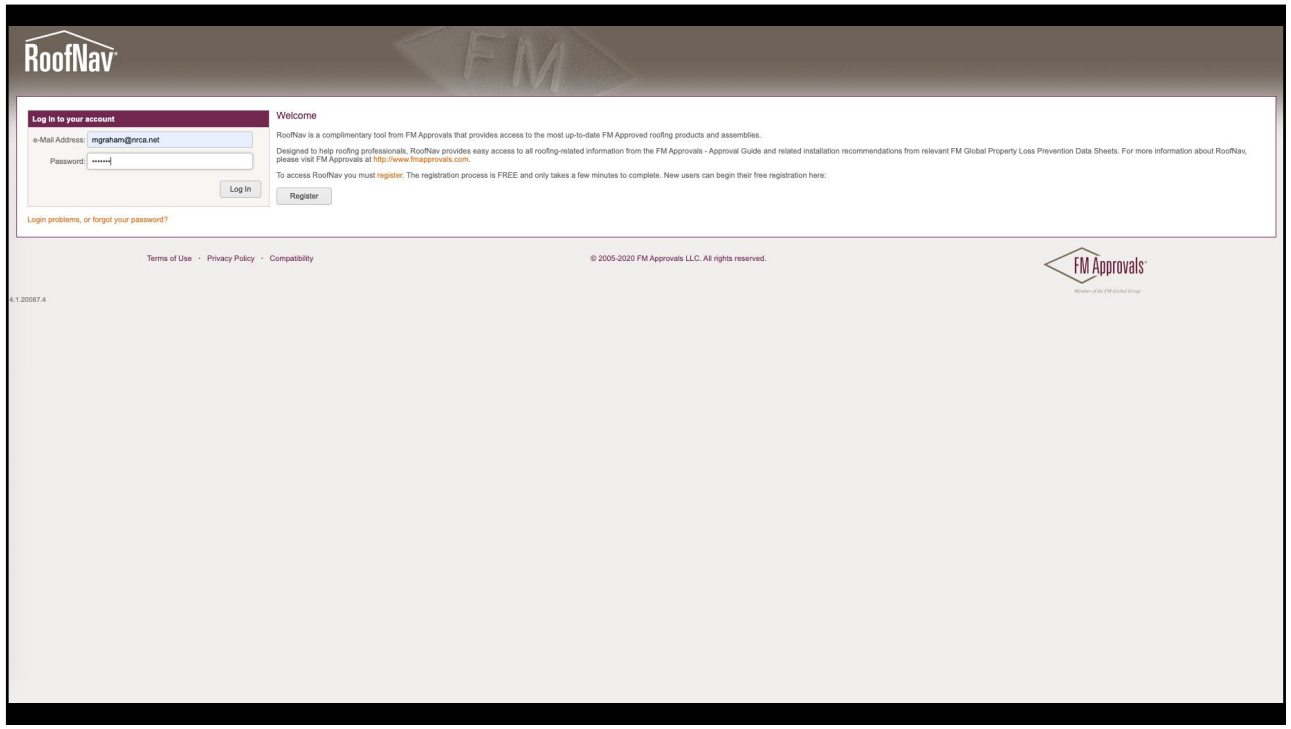 RoofNav®
FM
Log in to your account
e-Mail Address: mgraham@nrca.net
Password: •••••••
Log In
Login problems, or forgot your password?
Welcome
RoofNav is a complimentary tool from FM Approvals that provides access to the most up-to-date FM Approved roofing products and assemblies.
Designed to help roofing professionals, RoofNav provides easy access to all roofing-related information from the FM Approvals - Approval Guide and related installation recommendations from relevant FM Global Property Loss Prevention Data Sheets. For more information about RoofNav,
please visit FM Approvals at http://www.fmapprovals.com.
To access RoofNav you must register. The registration process is FREE and only takes a few minutes to complete. New users can begin their free registration here:
Register
Terms of Use · Privacy Policy · Compatibility
© 2005-2020 FM Approvals LLC. All rights reserved.
FM Approvals®
Member of the FM Global Group
4.1.20087.4